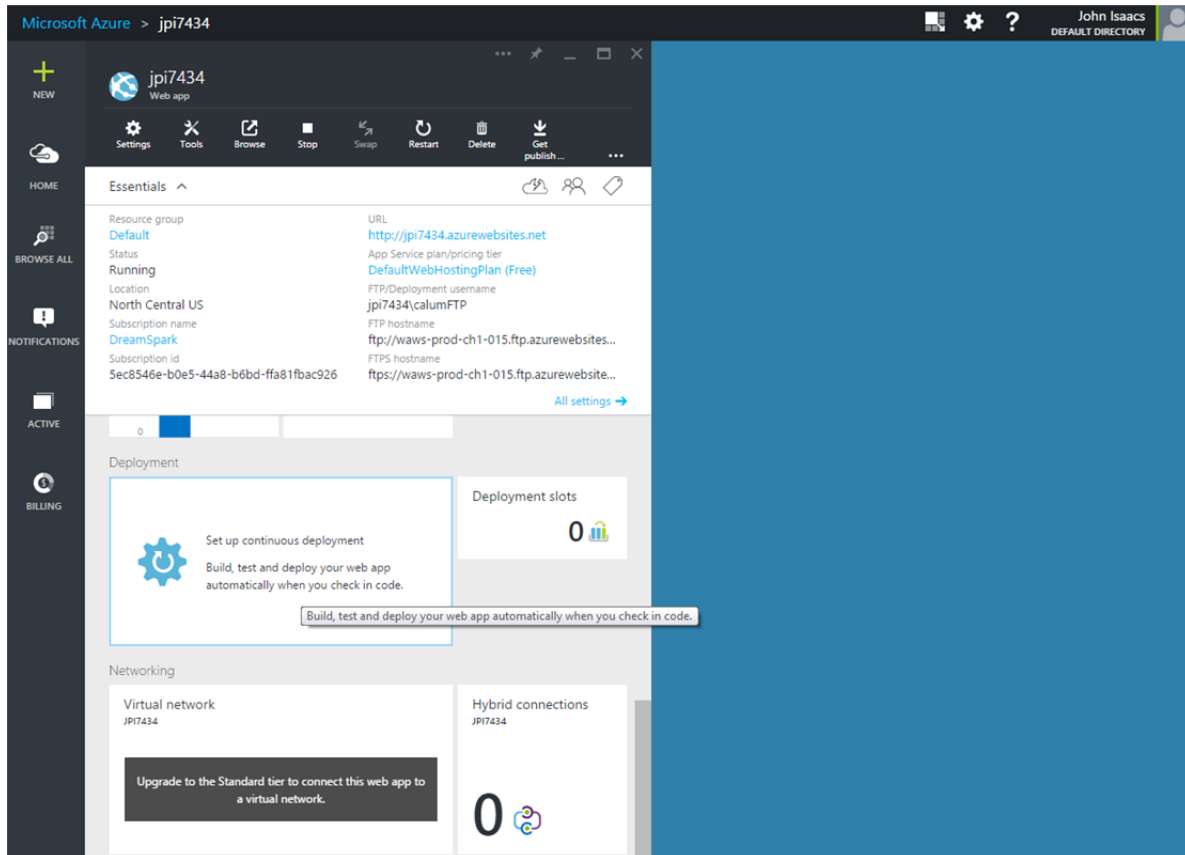 Microsoft Azure > jpi7434
John Isaacs
DEFAULT DIRECTORY
NEW
HOME
BROWSE ALL
NOTIFICATIONS
ACTIVE
BILLING
jpi7434
Web app
Settings
Tools
Browse
Stop
Swap
Restart
Delete
Get
publish ...
Essentials
Resource group
Default
Status
Running
Location
North Central US
Subscription name
DreamSpark
Subscription id
5ec8546e-b0e5-44a8-b6bd-ffa81fbac926
URL
http://jpi7434.azurewebsites.net
App Service plan/pricing tier
DefaultWebHostingPlan (Free)
FTP/Deployment username
jpi7434\calumFTP
FTP hostname
ftp://waws-prod-ch1-015.ftp.azurewebsites...
FTPS hostname
ftps://waws-prod-ch1-015.ftp.azurewebsite...
All settings
0
Deployment
Set up continuous deployment
Build, test and deploy your web app
automatically when you check in code.
Deployment slots
0
Build, test and deploy your web app automatically when you check in code.
Networking
Virtual network
JPI7434
Upgrade to the Standard tier to connect this web app to
a virtual network.
Hybrid connections
JPI7434
0